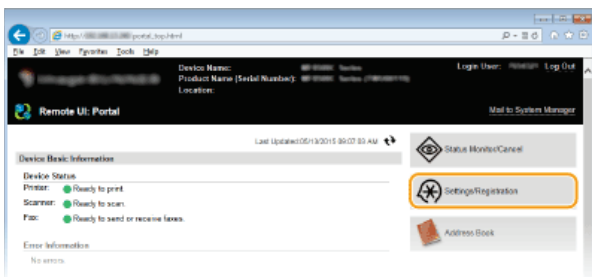 http:// portal_top.html
File Edit View Favorites Tools Help
Device Name: Series
Product Name (Serial Number): Series
Location:
Login User: Log Out
Remote UI: Portal
Mail to System Manager
Last Updated:05/13/2015 09:07:03 AM
Device Basic Information
Device Status
Printer: Ready to print.
Scanner: Ready to scan.
Fax: Ready to send or receive faxes.
Error Information
No errors.
Status Monitor/Cancel
Settings/Registration
Address Book